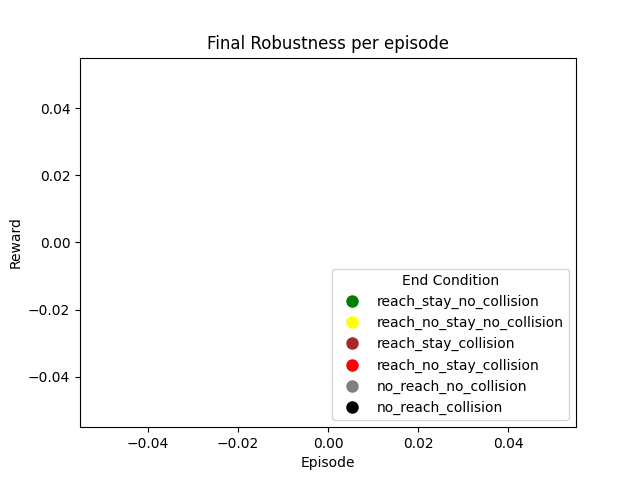 Final Robustness per episode
Reward
0.04
0.02
0.00
−0.02
−0.04
End Condition
reach_stay_no_collision
reach_no_stay_no_collision
reach_stay_collision
reach_no_stay_collision
no_reach_no_collision
no_reach_collision
−0.04 −0.02 0.00 0.02 0.04
Episode